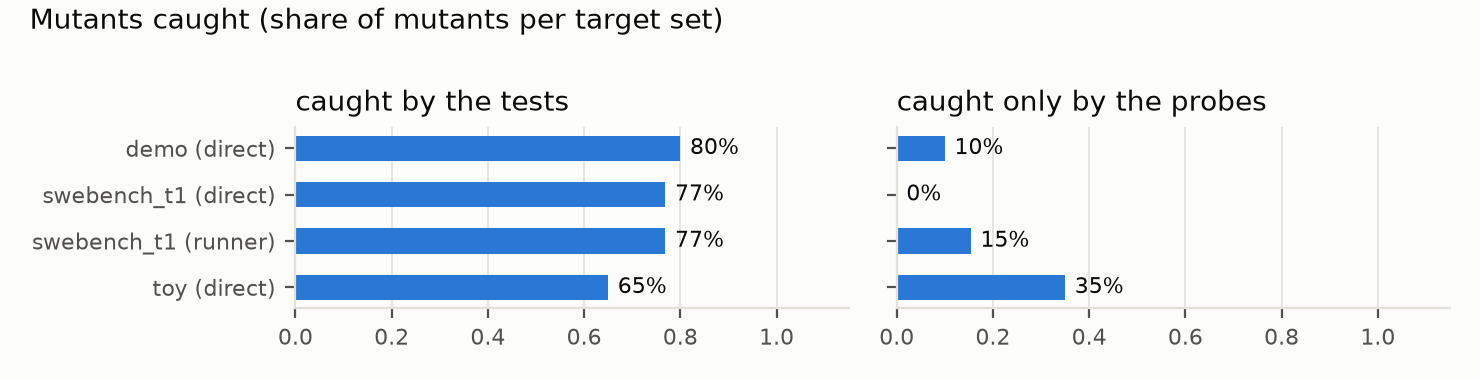 Mutants caught (share of mutants per target set)
caught by the tests
demo (direct)
80%
swebench_t1 (direct)
77%
swebench_t1 (runner)
77%
toy (direct)
65%
0.0 0.2 0.4 0.6 0.8 1.0
caught only by the probes
10%
0%
15%
35%
0.0 0.2 0.4 0.6 0.8 1.0